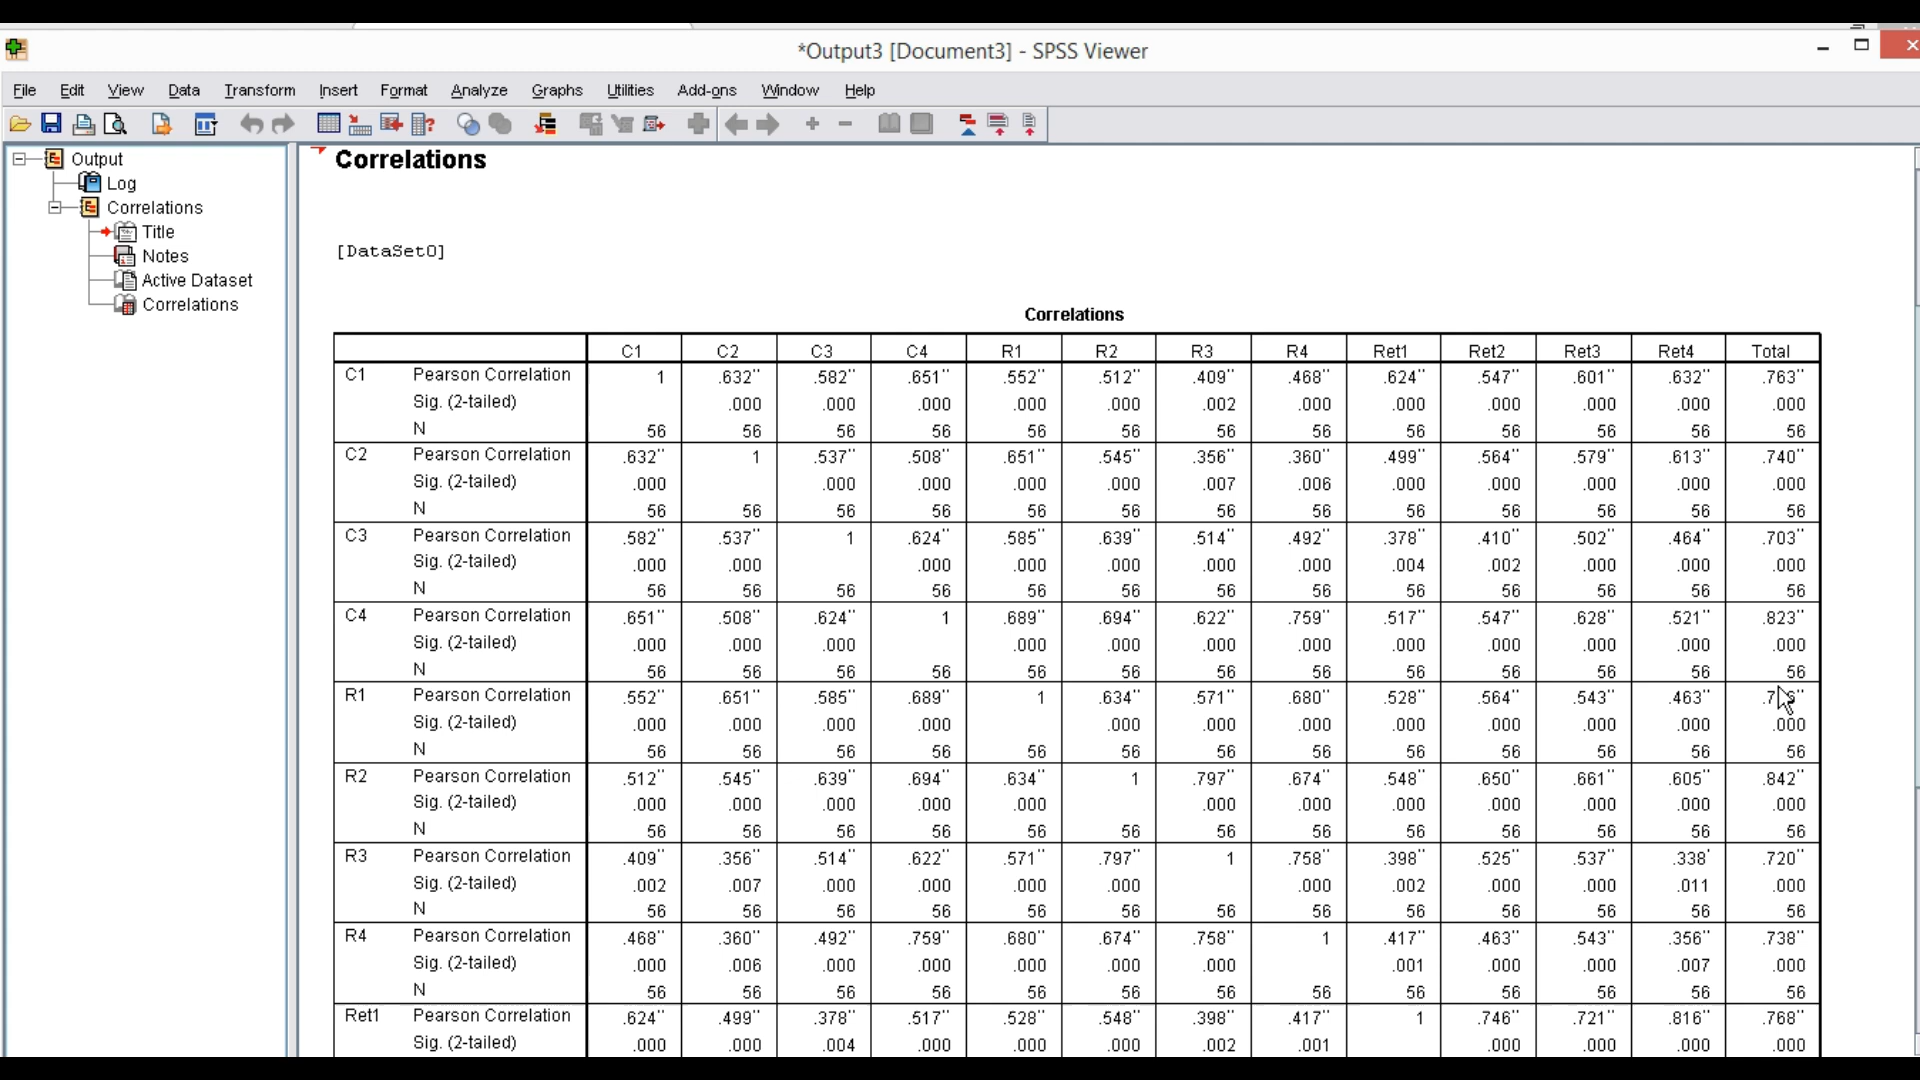 *Output3 [Document3] - SPSS Viewer
File Edit View Data Transform Insert Format Analyze Graphs Utilities Add-ons Window Help
Output
Log
Correlations
Title
Notes
Active Dataset
Correlations
Correlations
[DataSet0]
Correlations
C1 C2 C3 C4 R1 R2 R3 R4 Ret1 Ret2 Ret3 Ret4 Total
C1 Pearson Correlation 1 .632** .582** .651** .552** .512** .409** .468** .624** .547** .601** .632** .763**
Sig. (2-tailed) .000 .000 .000 .000 .000 .002 .000 .000 .000 .000 .000 .000
N 56 56 56 56 56 56 56 56 56 56 56 56 56
C2 Pearson Correlation .632** 1 .537** .508** .651** .545** .356** .360** .499** .564** .579** .613** .740**
Sig. (2-tailed) .000 .000 .000 .000 .000 .007 .006 .000 .000 .000 .000 .000
N 56 56 56 56 56 56 56 56 56 56 56 56 56
C3 Pearson Correlation .582** .537** 1 .624** .585** .639** .514** .492** .378** .410** .502** .464** .703**
Sig. (2-tailed) .000 .000 .000 .000 .000 .000 .000 .004 .002 .000 .000 .000
N 56 56 56 56 56 56 56 56 56 56 56 56 56
C4 Pearson Correlation .651** .508** .624** 1 .689** .694** .622** .759** .517** .547** .628** .521** .823**
Sig. (2-tailed) .000 .000 .000 .000 .000 .000 .000 .000 .000 .000 .000 .000
N 56 56 56 56 56 56 56 56 56 56 56 56 56
R1 Pearson Correlation .552** .651** .585** .689** 1 .634** .571** .680** .528** .564** .543** .463**
Sig. (2-tailed) .000 .000 .000 .000 .000 .000 .000 .000 .000 .000 .000 .000
N 56 56 56 56 56 56 56 56 56 56 56 56 56
R2 Pearson Correlation .512** .545** .639** .694** .634** 1 .797** .674** .548** .650** .661** .605** .842**
Sig. (2-tailed) .000 .000 .000 .000 .000 .000 .000 .000 .000 .000 .000 .000
N 56 56 56 56 56 56 56 56 56 56 56 56 56
R3 Pearson Correlation .409** .356** .514** .622** .571** .797** 1 .758** .398** .525** .537** .338* .720**
Sig. (2-tailed) .002 .007 .000 .000 .000 .000 .000 .002 .000 .000 .011 .000
N 56 56 56 56 56 56 56 56 56 56 56 56 56
R4 Pearson Correlation .468** .360** .492** .759** .680** .674** .758** 1 .417** .463** .543** .356** .738**
Sig. (2-tailed) .000 .006 .000 .000 .000 .000 .000 .001 .000 .000 .007 .000
N 56 56 56 56 56 56 56 56 56 56 56 56 56
Ret1 Pearson Correlation .624** .499** .378** .517** .528** .548** .398** .417** 1 .746** .721** .816** .768**
Sig. (2-tailed) .000 .000 .004 .000 .000 .000 .002 .001 .000 .000 .000 .000